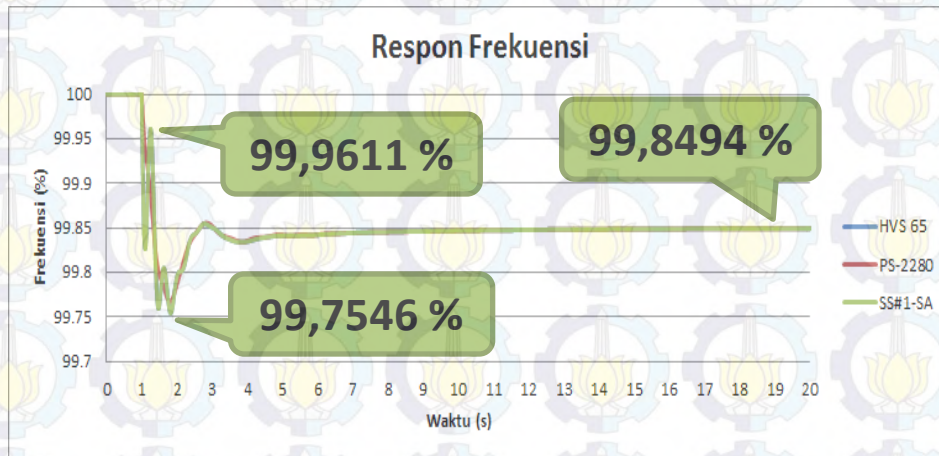 Respon Frekuensi
100
99.95
99.9
99.85
99.8
99.75
99.7
Frekuensi (%)
99,9611 %
99,8494 %
99,7546 %
HVS 65
PS-2280
SS#1-SA
0 1 2 3 4 5 6 7 8 9 10 11 12 13 14 15 16 17 18 19 20
Waktu (s)